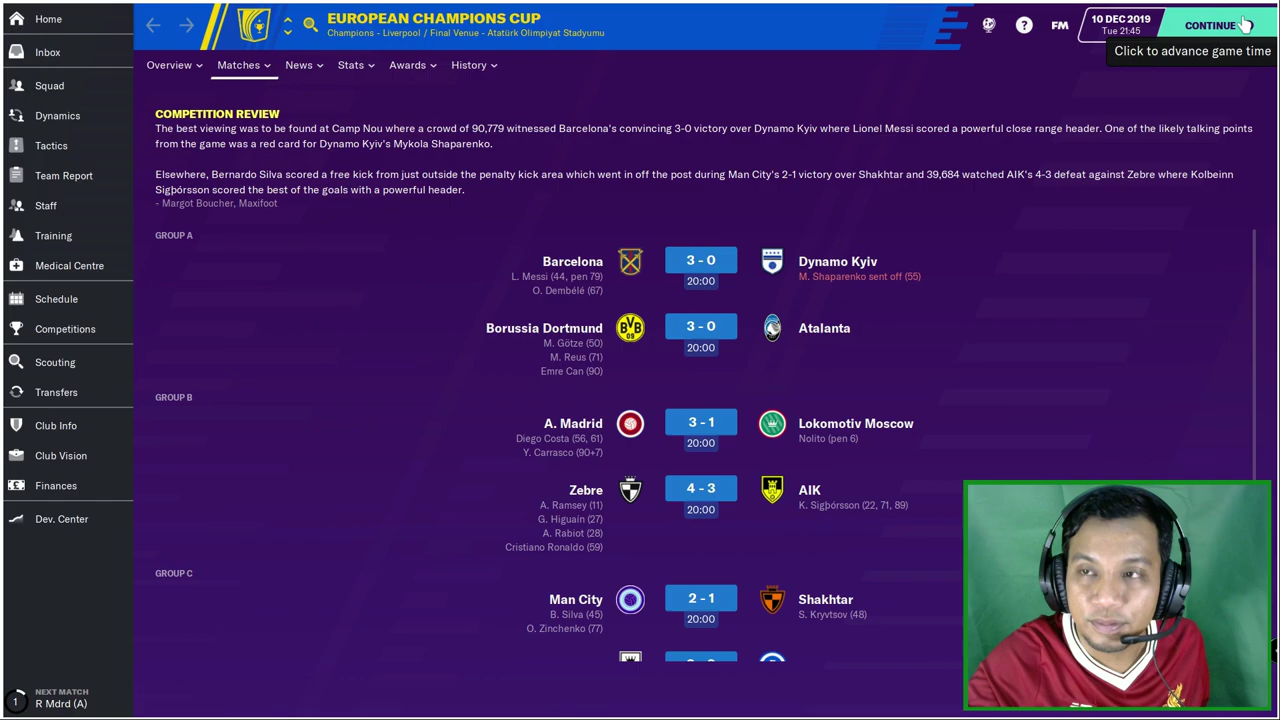 Home
Inbox
Squad
Dynamics
Tactics
Team Report
Staff
Training
Medical Centre
Schedule
Competitions
Scouting
Transfers
Club Info
Club Vision
Finances
Dev. Center
1
NEXT MATCH
R Mdrd (A)
EUROPEAN CHAMPIONS CUP
Champions - Liverpool / Final Venue - Atatürk Olimpiyat Stadyumu
?
FM
10 DEC 2019
Tue 21:45
CONTINUE
Click to advance game time
Overview
Matches
News
Stats
Awards
History
COMPETITION REVIEW
The best viewing was to be found at Camp Nou where a crowd of 90,779 witnessed Barcelona's convincing 3-0 victory over Dynamo Kyiv where Lionel Messi scored a powerful close range header. One of the likely talking points
from the game was a red card for Dynamo Kyiv's Mykola Shaparenko.
Elsewhere, Bernardo Silva scored a free kick from just outside the penalty kick area which went in off the post during Man City's 2-1 victory over Shakhtar and 39,684 watched AIK's 4-3 defeat against Zebre where Kolbeinn
Sigþórsson scored the best of the goals with a powerful header.
- Margot Boucher, Maxifoot
GROUP A
Barcelona 3 - 0 Dynamo Kyiv
L. Messi (44, pen 79) 20:00 M. Shaparenko sent off (55)
O. Dembélé (67)
Borussia Dortmund BVB 09 3 - 0 Atalanta
M. Götze (50) 20:00
M. Reus (71)
Emre Can (90)
GROUP B
A. Madrid 3 - 1 Lokomotiv Moscow
Diego Costa (56, 61) 20:00 Nolito (pen 6)
Y. Carrasco (90+7)
Zebre 4 - 3 AIK
A. Ramsey (11) 20:00 K. Sigþórsson (22, 71, 89)
G. Higuaín (27)
A. Rabiot (28)
Cristiano Ronaldo (59)
GROUP C
Man City 2 - 1 Shakhtar
B. Silva (45) 20:00 S. Kryvtsov (48)
O. Zinchenko (77)